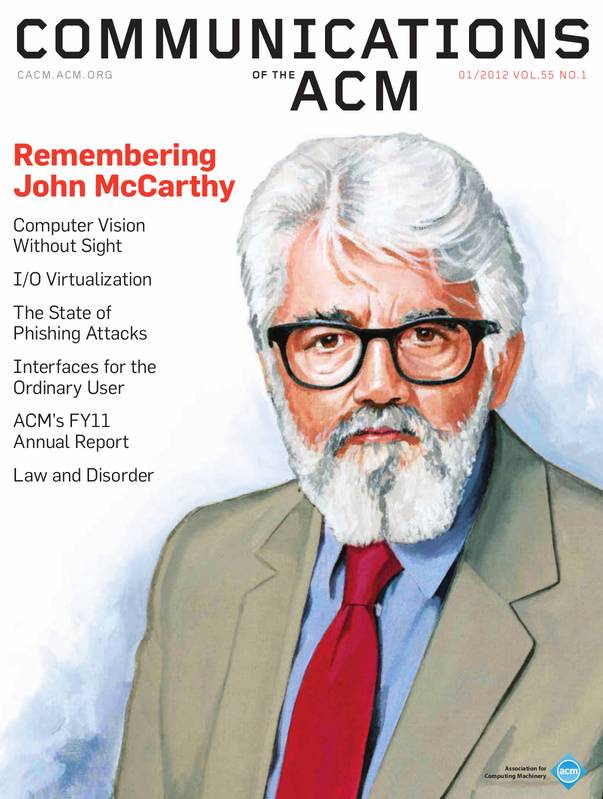 COMMUNICATIONS
CACM.ACM.ORG
OF THE ACM
01/2012 VOL.55 NO.1
Remembering
John McCarthy
Computer Vision
Without Sight
I/O Virtualization
The State of
Phishing Attacks
Interfaces for the
Ordinary User
ACM's FY11
Annual Report
Law and Disorder
Association for
Computing Machinery
acm